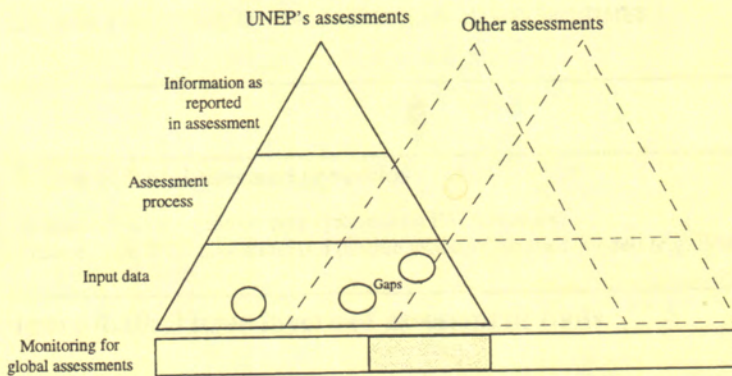 UNEP's assessments
Other assessments
Information as
reported
in assessment
Assessment
process
Input data
Gaps
Monitoring for
global assessments